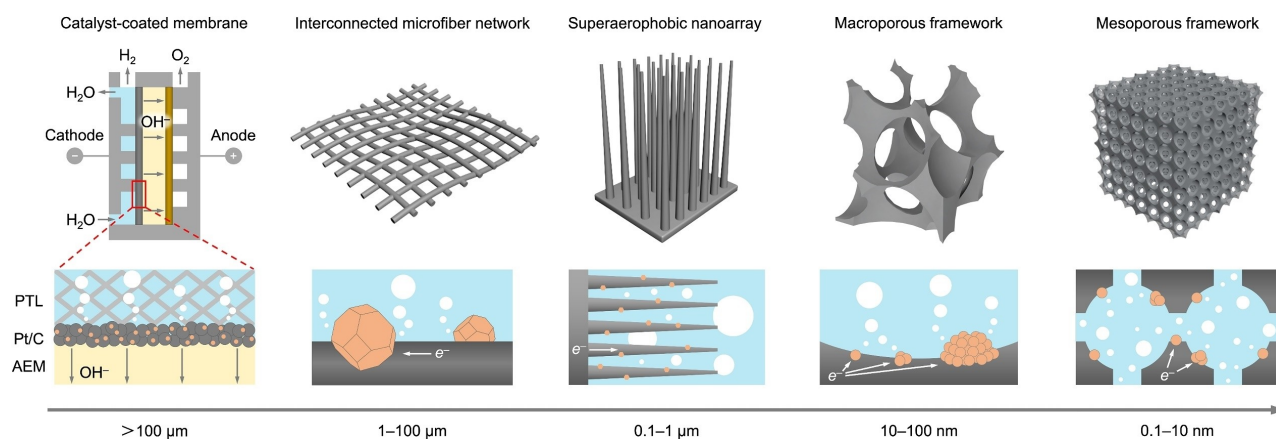 Catalyst-coated membrane
Interconnected microfiber network
Superaerophobic nanoarray
Macroporous framework
Mesoporous framework
H₂
O₂
H₂O
OH⁻
Cathode
Anode
−
+
H₂O
PTL
Pt/C
AEM
OH⁻
e⁻
e⁻
e⁻
e⁻
>100 μm
1–100 μm
0.1–1 μm
10–100 nm
0.1–10 nm